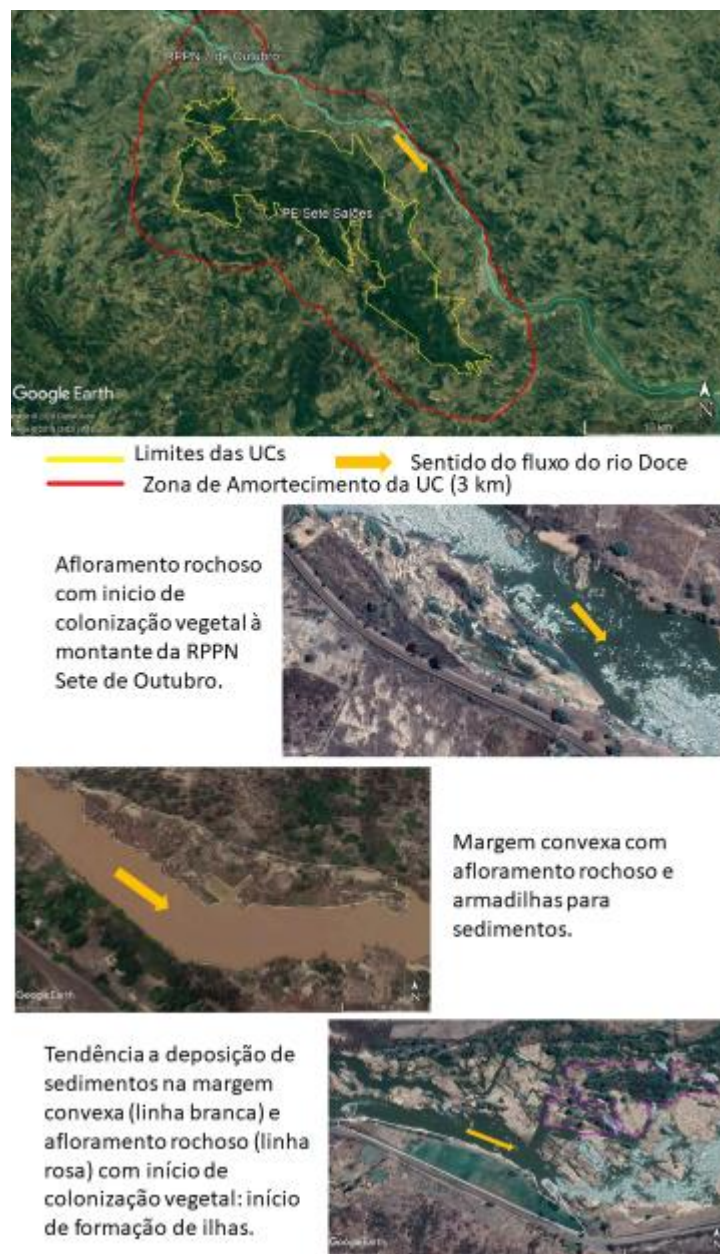 RPPN 7 de Outubro
PE Sete Salões
Google Earth
N
10 km
Limites das UCs
Sentido do fluxo do rio Doce
Zona de Amortecimento da UC (3 km)
Afloramento rochoso
com inicio de
colonização vegetal à
montante da RPPN
Sete de Outubro.
Margem convexa com
afloramento rochoso e
armadilhas para
sedimentos.
Google Earth
N
Tendência a deposição de
sedimentos na margem
convexa (linha branca) e
afloramento rochoso (linha
rosa) com início de
colonização vegetal: início
de formação de ilhas.
Google Earth